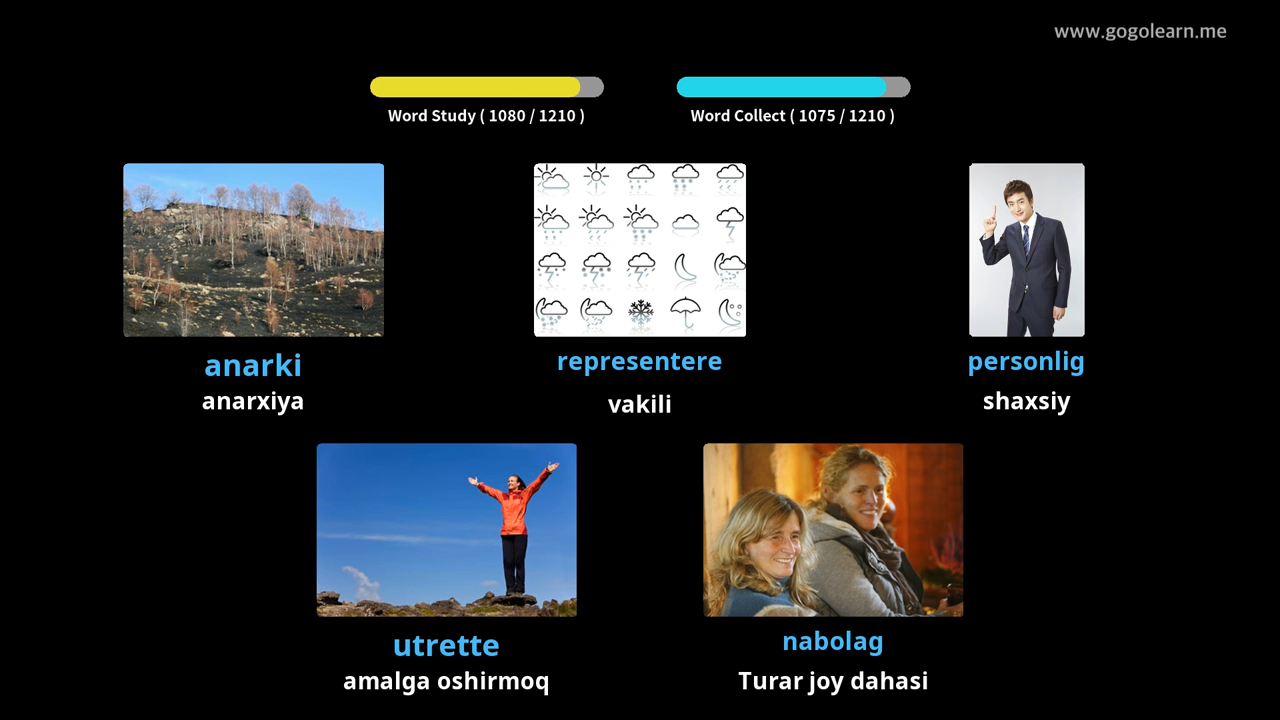 www.gogolearn.me
Word Study ( 1080 / 1210 )
Word Collect ( 1075 / 1210 )
anarki
anarxiya
representere
vakili
personlig
shaxsiy
utrette
amalga oshirmoq
nabolag
Turar joy dahasi